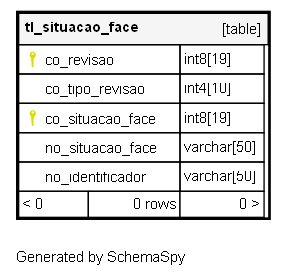 tl_situacao_face [table]
co_revisao int8[19]
co_tipo_revisao int4[10]
co_situacao_face int8[19]
no_situacao_face varchar[50]
no_identificador varchar[50]
< 0 0 rows 0 >
Generated by SchemaSpy